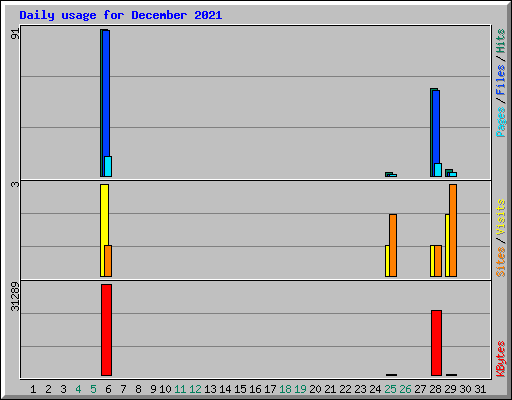 Daily usage for December 2021
91
Pages / Files / Hits
3
Sites / Visits
31289
KBytes
1 2 3 4 5 6 7 8 9 10 11 12 13 14 15 16 17 18 19 20 21 22 23 24 25 26 27 28 29 30 31